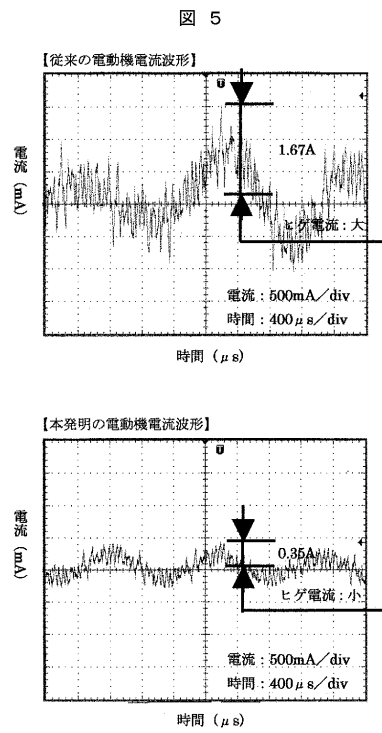 図 5
【従来の電動機電流波形】
T
1.67A
電流 (mA)
ヒゲ電流:大
電流:500mA/div
時間:400μs/div
時間 (μs)
【本発明の電動機電流波形】
T
0.35A
電流 (mA)
ヒゲ電流:小
電流:500mA/div
時間:400μs/div
時間 (μs)